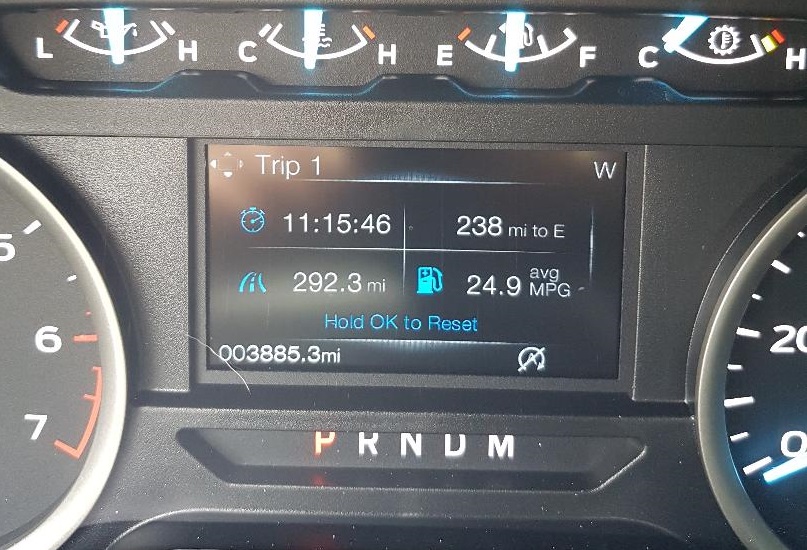 L H C H E F C H
Trip 1 W
11:15:46 238 mi to E
292.3 mi 24.9 avg MPG
Hold OK to Reset
003885.3mi
5
6
7
20
0
P R N D M